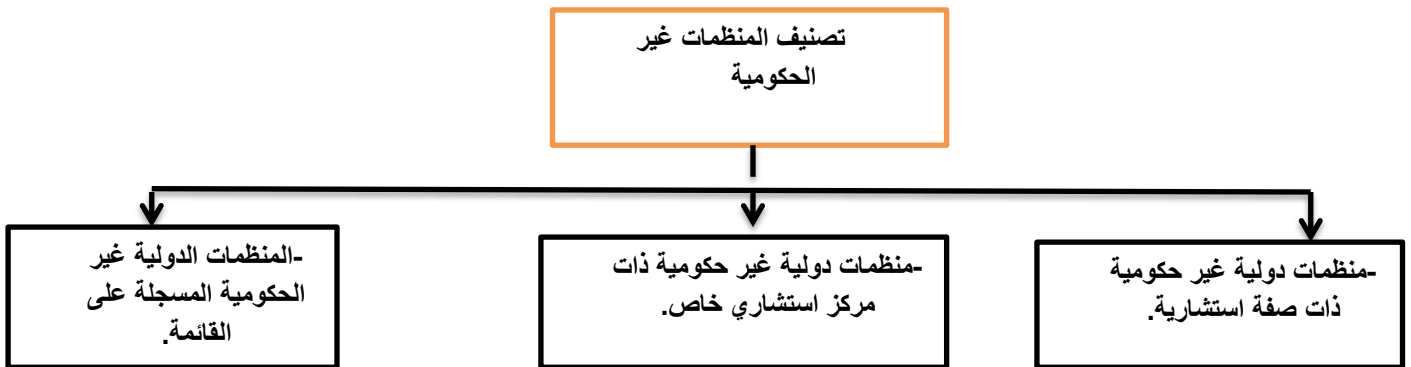 تصنيف المنظمات غير
الحكومية
-منظمات دولية غير حكومية
ذات صفة استشارية.
-منظمات دولية غير حكومية ذات
مركز استشاري خاص.
-المنظمات الدولية غير
الحكومية المسجلة على
القائمة.